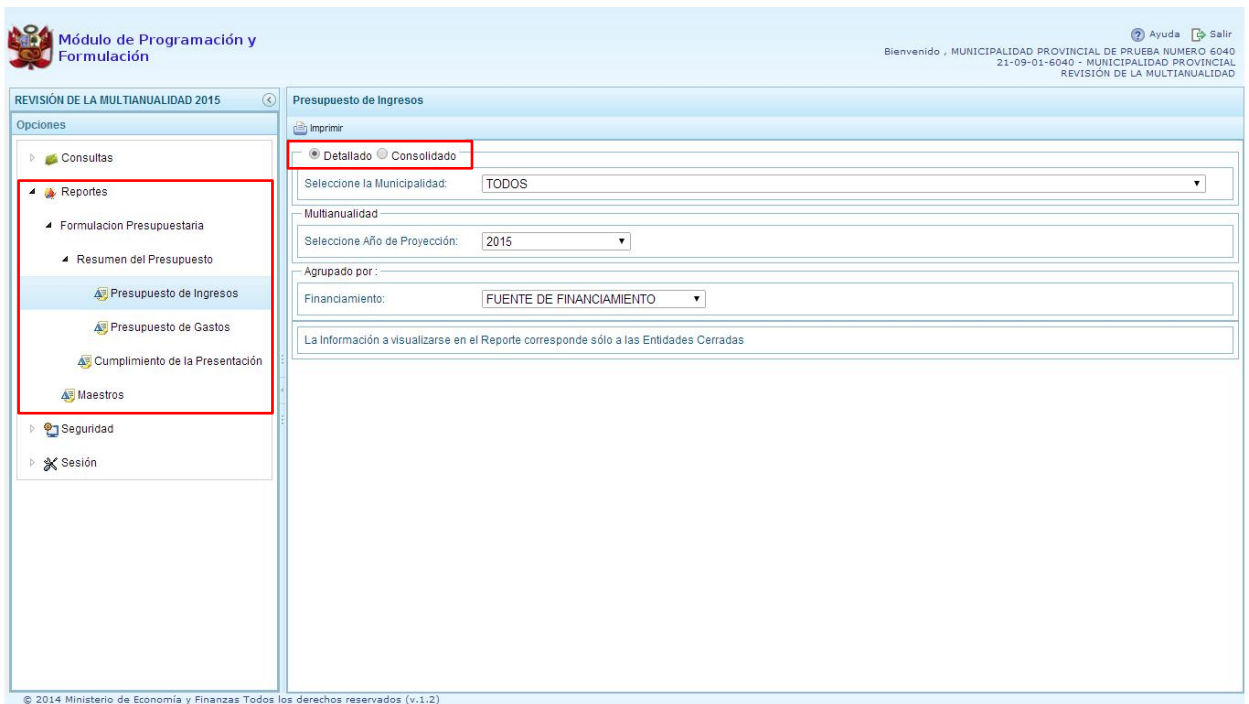 Módulo de Programación y
Formulación
Ayuda Salir
Bienvenido , MUNICIPALIDAD PROVINCIAL DE PRUEBA NUMERO 6040
21-09-01-6040 - MUNICIPALIDAD PROVINCIAL
REVISIÓN DE LA MULTIANUALIDAD
REVISIÓN DE LA MULTIANUALIDAD 2015
Opciones
Consultas
Reportes
Formulacion Presupuestaria
Resumen del Presupuesto
Presupuesto de Ingresos
Presupuesto de Gastos
Cumplimiento de la Presentación
Maestros
Seguridad
Sesión
Presupuesto de Ingresos
Imprimir
Detallado Consolidado
Seleccione la Municipalidad: TODOS
Multianualidad
Seleccione Año de Proyección: 2015
Agrupado por :
Financiamiento: FUENTE DE FINANCIAMIENTO
La Información a visualizarse en el Reporte corresponde sólo a las Entidades Cerradas
© 2014 Ministerio de Economía y Finanzas Todos los derechos reservados (v.1.2)